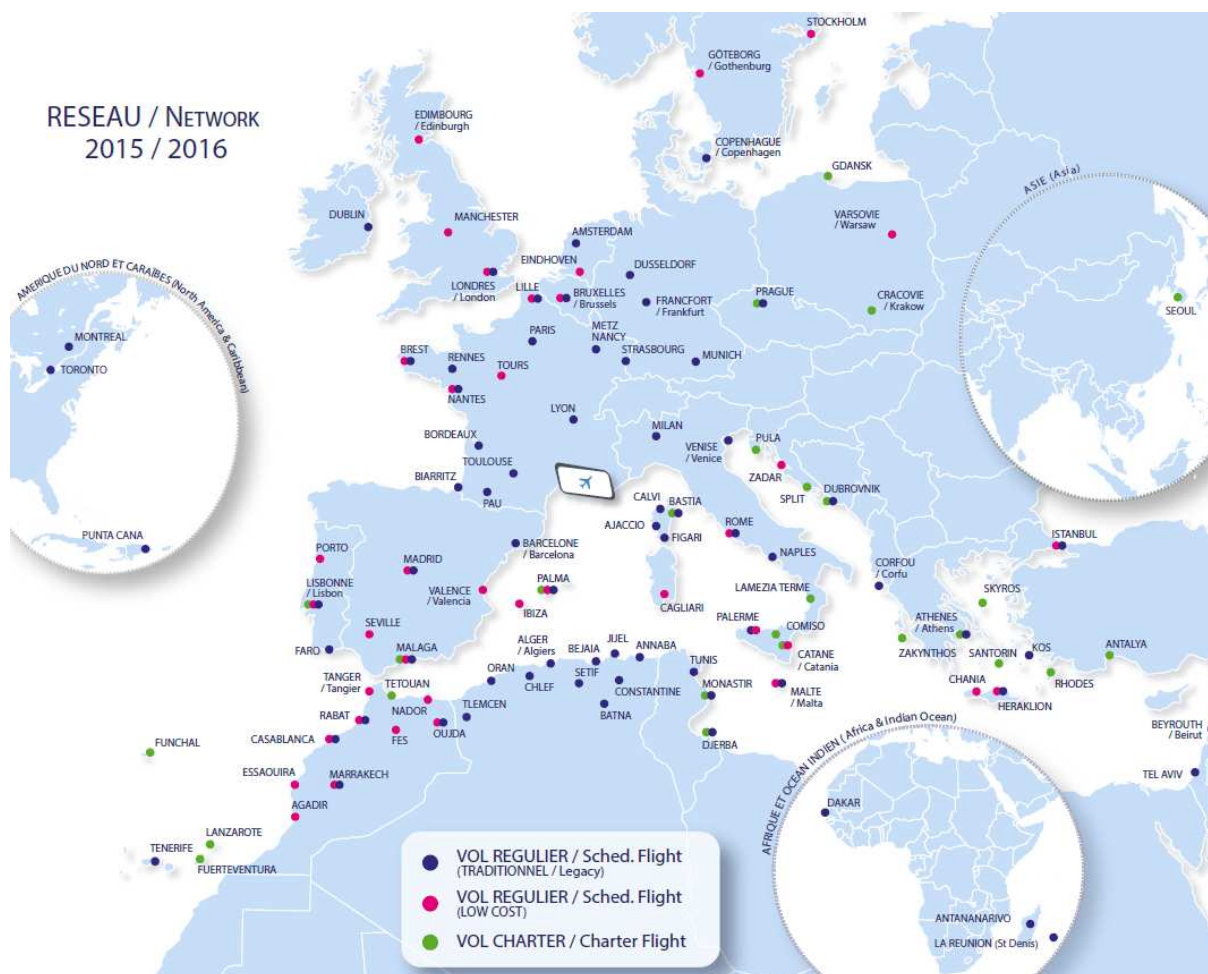 RESEAU / NETWORK
2015 / 2016
STOCKHOLM
GÖTEBORG
/ Gothenburg
EDIMBOURG
/ Edinburgh
COPENHAGUE
/ Copenhagen
GDANSK
DUBLIN
MANCHESTER
VARSOVIE
/ Warsaw
AMSTERDAM
EINDHOVEN
DUSSELDORF
LONDRES
/ London
LILLE
BRUXELLES
/ Brussels
FRANCFORT
/ Frankfurt
PRAGUE
CRACOVIE
/ Krakow
PARIS
METZ
NANCY
STRASBOURG
MUNICH
BREST
RENNES
TOURS
NANTES
LYON
MILAN
VENISE
/ Venice
PULA
BORDEAUX
TOULOUSE
BIARRITZ
PAU
ZADAR
SPLIT
DUBROVNIK
CALVI
BASTIA
AJACCIO
FIGARI
ROME
NAPLES
ISTANBUL
BARCELONE
/ Barcelona
PORTO
MADRID
LISBONNE
/ Lisbon
VALENCE
/ Valencia
PALMA
IBIZA
CAGLIARI
LAMEZIA TERME
CORFOU
/ Corfu
SKYROS
ATHENES
/ Athens
PALERME
COMISO
CATANE
/ Catania
ZAKYNTHOS
SANTORIN
KOS
ANTALYA
RHODES
SEVILLE
FARO
MALAGA
ALGER
/ Algiers
BEJAIA
JIJEL
ANNABA
TUNIS
TANGER
/ Tangier
TETOUAN
ORAN
CHLEF
SETIF
CONSTANTINE
MONASTIR
MALTE
/ Malta
CHANIA
HERAKLION
NADOR
TLEMCEN
BATNA
RABAT
FES
OUJDA
DJERBA
BEYROUTH
/ Beirut
CASABLANCA
FUNCHAL
TEL AVIV
ESSAOUIRA
MARRAKECH
AGADIR
LANZAROTE
TENERIFE
FUERTEVENTURA
AMERIQUE DU NORD ET CARAÏBES (North America & Caribbean)
MONTREAL
TORONTO
PUNTA CANA
ASIE (Asia)
SEOUL
AFRIQUE ET OCEAN INDIEN (Africa & Indian Ocean)
DAKAR
ANTANANARIVO
LA REUNION (St Denis)
VOL REGULIER / Sched. Flight
(TRADITIONNEL / Legacy)
VOL REGULIER / Sched. Flight
(LOW COST)
VOL CHARTER / Charter Flight